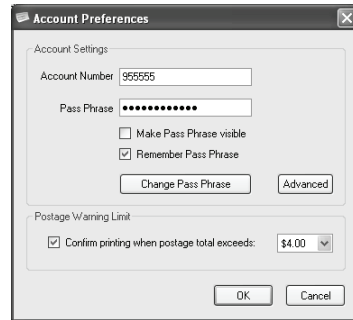 Account Preferences
Account Settings
Account Number 955555
Pass Phrase ●●●●●●●●●●●●
Make Pass Phrase visible
Remember Pass Phrase
Change Pass Phrase Advanced
Postage Warning Limit
Confirm printing when postage total exceeds: $4.00
OK Cancel